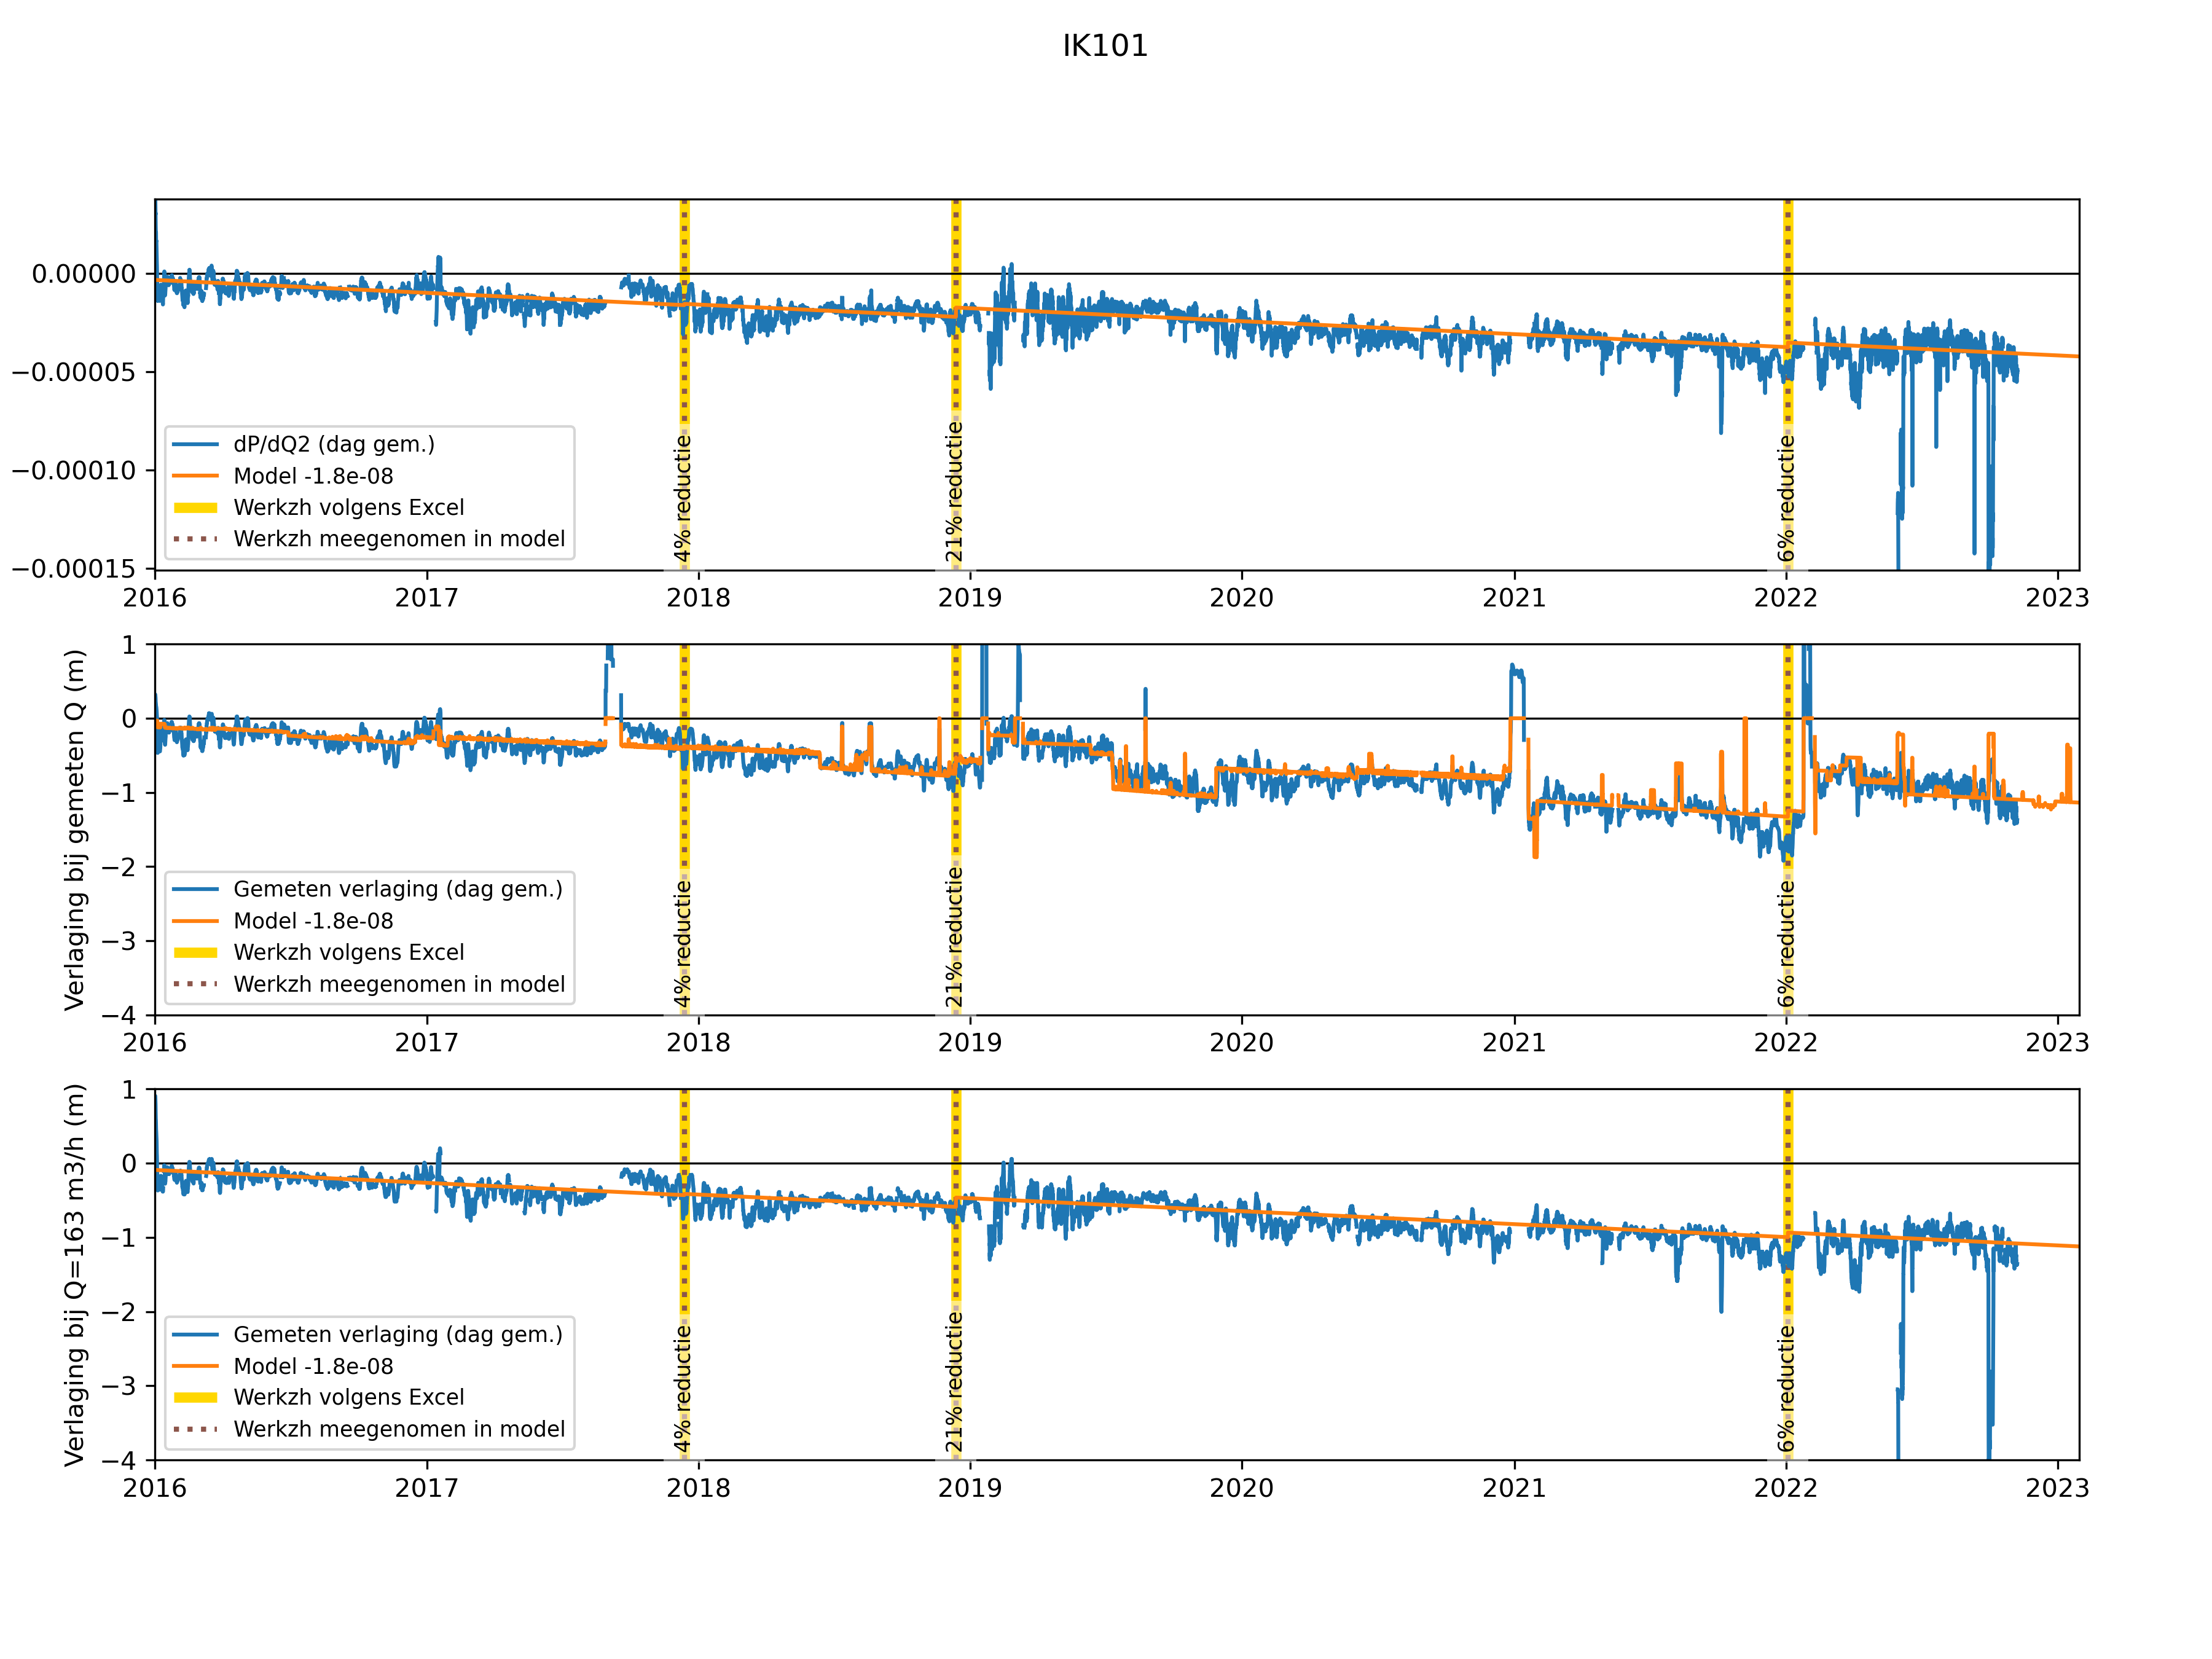 IK101
0.00000
−0.00005
−0.00010
−0.00015
dP/dQ2 (dag gem.)
Model -1.8e-08
Werkzh volgens Excel
Werkzh meegenomen in model
4% reductie
21% reductie
6% reductie
2016 2017 2018 2019 2020 2021 2022 2023
Verlaging bij gemeten Q (m)
1
0
−1
−2
−3
−4
Gemeten verlaging (dag gem.)
Model -1.8e-08
Werkzh volgens Excel
Werkzh meegenomen in model
4% reductie
21% reductie
6% reductie
2016 2017 2018 2019 2020 2021 2022 2023
Verlaging bij Q=163 m3/h (m)
1
0
−1
−2
−3
−4
Gemeten verlaging (dag gem.)
Model -1.8e-08
Werkzh volgens Excel
Werkzh meegenomen in model
4% reductie
21% reductie
6% reductie
2016 2017 2018 2019 2020 2021 2022 2023